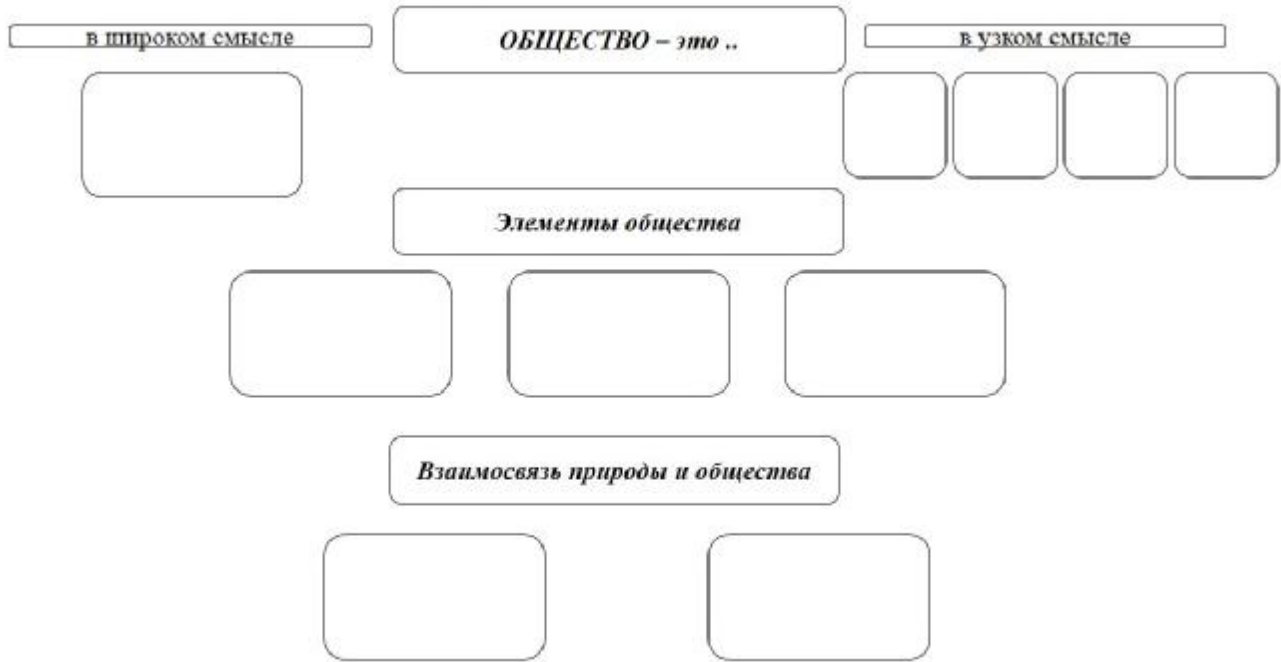 в широком смысле
ОБЩЕСТВО – это ..
в узком смысле
Элементы общества
Взаимосвязь природы и общества